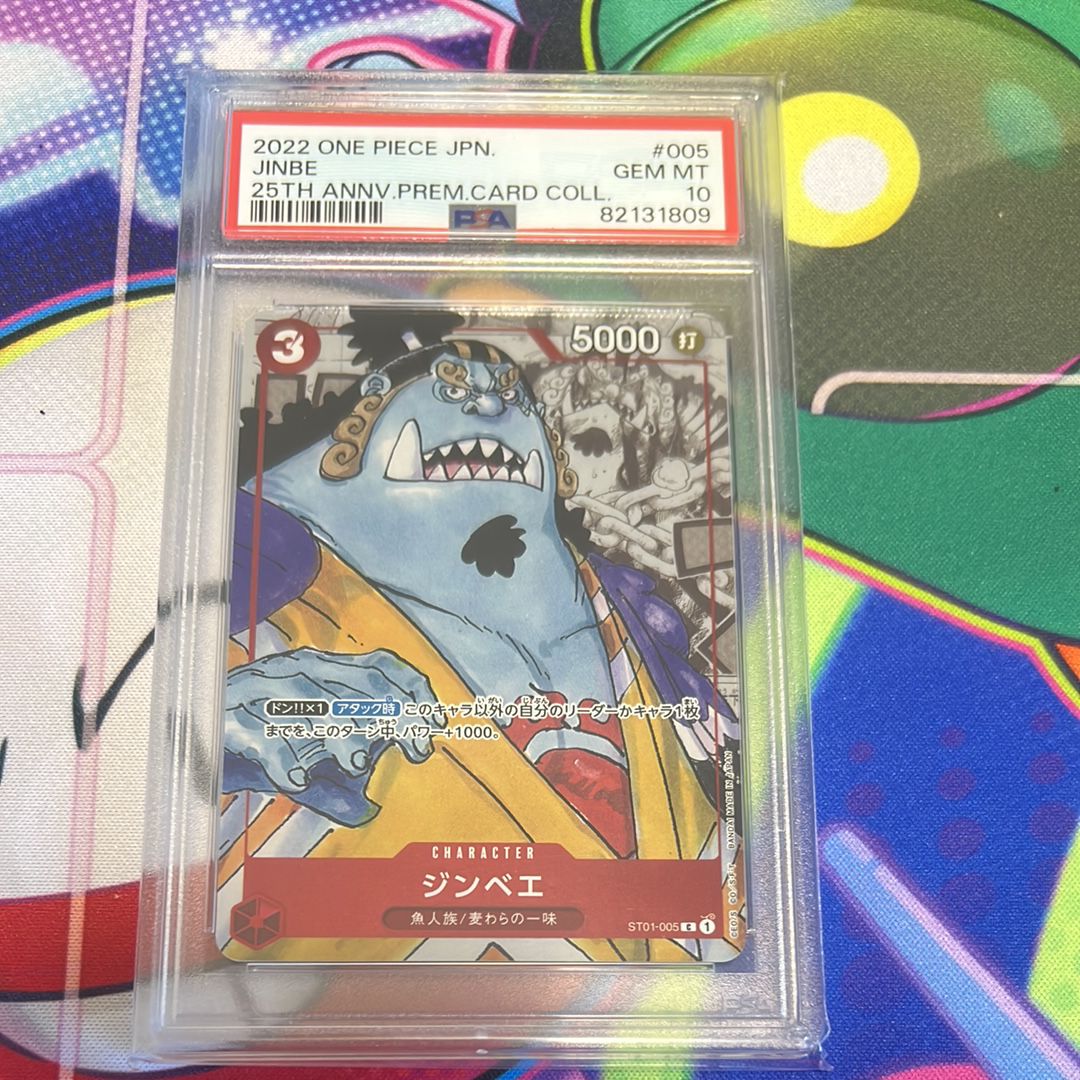 2022 ONE PIECE JPN. #005
JINBE GEM MT
25TH ANNV.PREM.CARD COLL. 10
PSA 82131809
3 5000 打
ドン!!×1 アタック時 このキャラ以外の自分のリーダーかキャラ1枚
までを、このターン中、パワー+1000。
BANDAI MADE IN JAPAN
CHARACTER
ジンベエ
魚人族/麦わらの一味
ST01-005 C 1